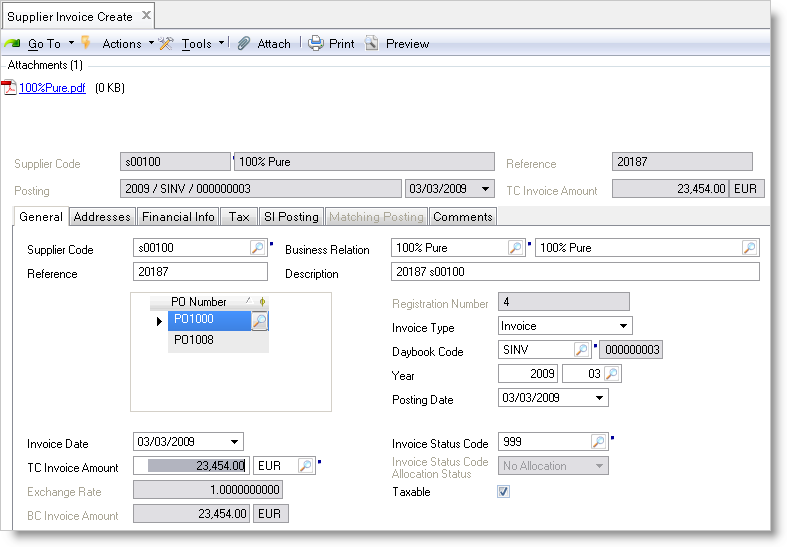 Supplier Invoice Create
Go To Actions Tools Attach Print Preview
Attachments (1)
100%Pure.pdf (0 KB)
Supplier Code s00100 100% Pure Reference 20187
Posting 2009 / SINV / 000000003 03/03/2009 TC Invoice Amount 23,454.00 EUR
General Addresses Financial Info Tax SI Posting Matching Posting Comments
Supplier Code s00100 Business Relation 100% Pure 100% Pure
Reference 20187 Description 20187 s00100
PO Number
PO1000
PO1008
Registration Number 4
Invoice Type Invoice
Daybook Code SINV 000000003
Year 2009 03
Posting Date 03/03/2009
Invoice Date 03/03/2009 Invoice Status Code 999
TC Invoice Amount 23,454.00 EUR
Invoice Status Code
Allocation Status No Allocation
Exchange Rate 1.0000000000
Taxable
BC Invoice Amount 23,454.00 EUR